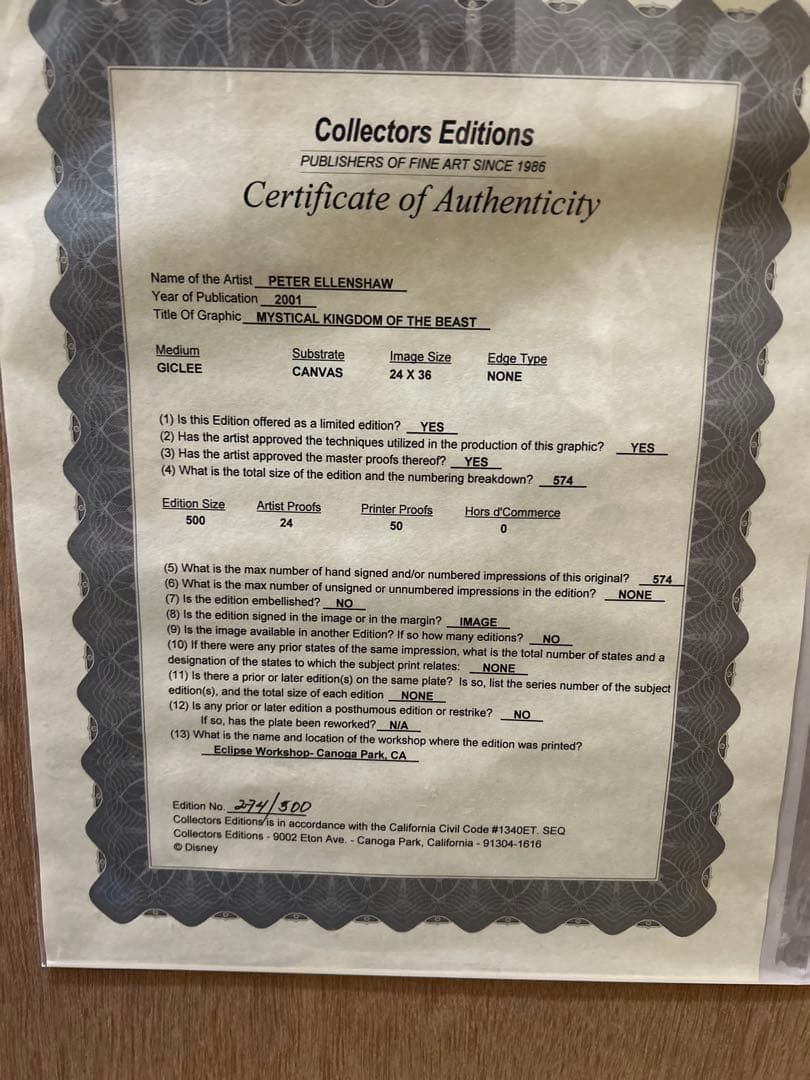 Collectors Editions
PUBLISHERS OF FINE ART SINCE 1986
Certificate of Authenticity
Name of the Artist PETER ELLENSHAW
Year of Publication 2001
Title Of Graphic MYSTICAL KINGDOM OF THE BEAST
Medium Substrate Image Size Edge Type
GICLEE CANVAS 24 X 36 NONE
(1) Is this Edition offered as a limited edition? YES
(2) Has the artist approved the techniques utilized in the production of this graphic? YES
(3) Has the artist approved the master proofs thereof? YES
(4) What is the total size of the edition and the numbering breakdown? 574
Edition Size Artist Proofs Printer Proofs Hors d'Commerce
500 24 50 0
(5) What is the max number of hand signed and/or numbered impressions of this original? 574
(6) What is the max number of unsigned or unnumbered impressions in the edition? NONE
(7) Is the edition embellished? NO
(8) Is the edition signed in the image or in the margin? IMAGE
(9) Is the image available in another Edition? If so how many editions? NO
(10) If there were any prior states of the same impression, what is the total number of states and a
designation of the states to which the subject print relates: NONE
(11) Is there a prior or later edition(s) on the same plate? Is so, list the series number of the subject
edition(s), and the total size of each edition NONE
(12) Is any prior or later edition a posthumous edition or restrike? NO
If so, has the plate been reworked? N/A
(13) What is the name and location of the workshop where the edition was printed?
Eclipse Workshop- Canoga Park, CA
Edition No. 274/500
Collectors Editions is in accordance with the California Civil Code #1340ET. SEQ
Collectors Editions - 9002 Eton Ave. - Canoga Park, California - 91304-1616
© Disney